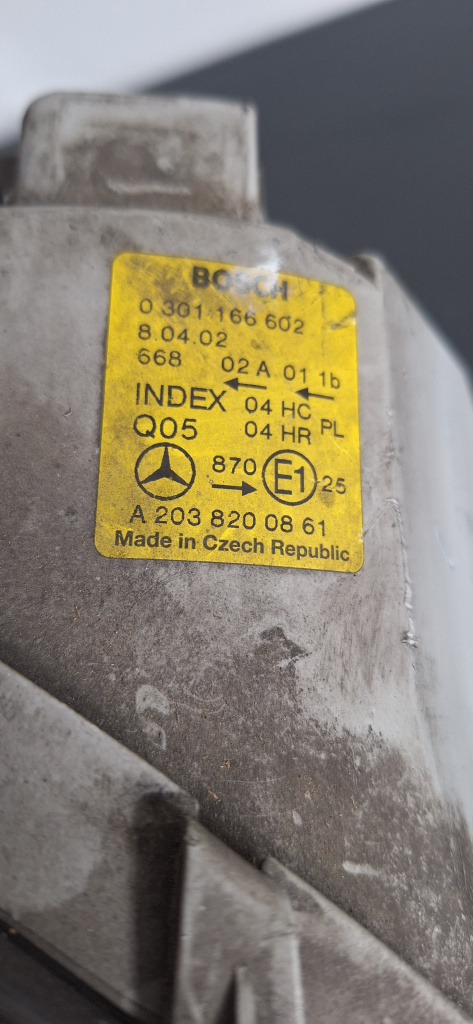 BOSCH
0 301 166 602
8.04.02
668 02 A 01 1b
INDEX 04 HC PL
Q05 04 HR
870 E1 25
A 203 820 08 61
Made in Czech Republic